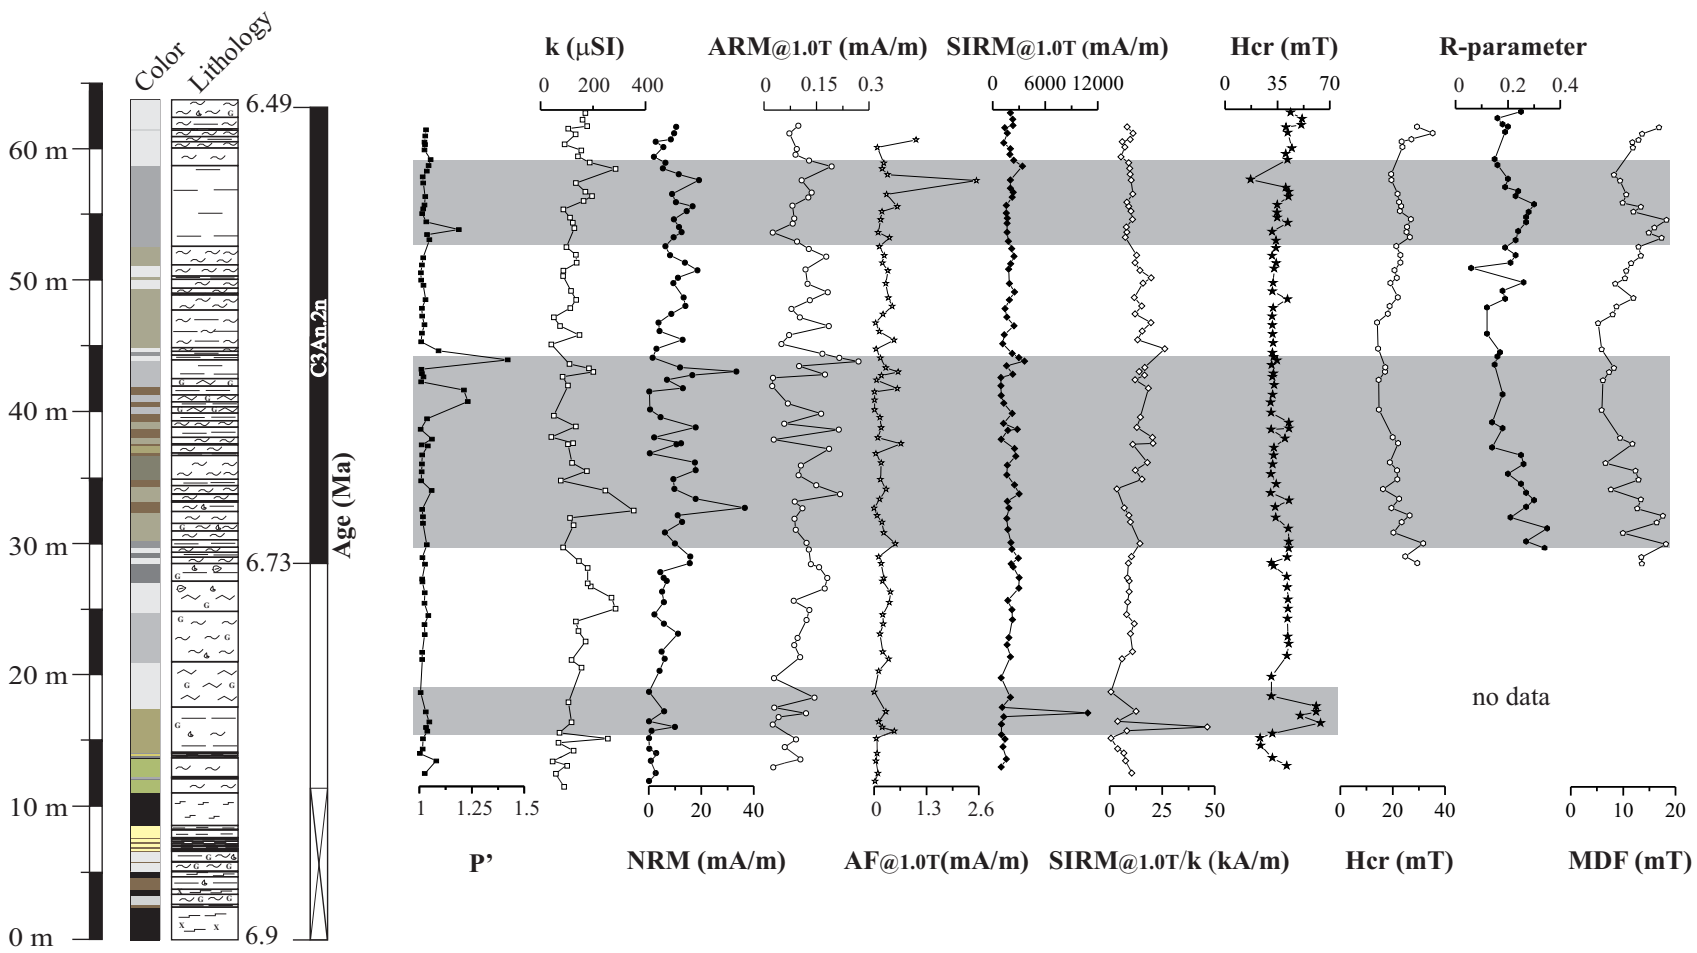 Color
Lithology
k (µSI)
ARM@1.0T (mA/m)
SIRM@1.0T (mA/m)
Hcr (mT)
R-parameter
0 200 400
0 0.15 0.3
0 6000 12000
0 35 70
0 0.2 0.4
6.49
60 m
50 m
C3An.2n
40 m
Age (Ma)
30 m
6.73
20 m
no data
10 m
1 1.25 1.5
0 20 40
0 1.3 2.6
0 25 50
0 20 40
0 10 20
P’
NRM (mA/m)
AF@1.0T(mA/m)
SIRM@1.0T/k (kA/m)
Hcr (mT)
MDF (mT)
0 m
6.9